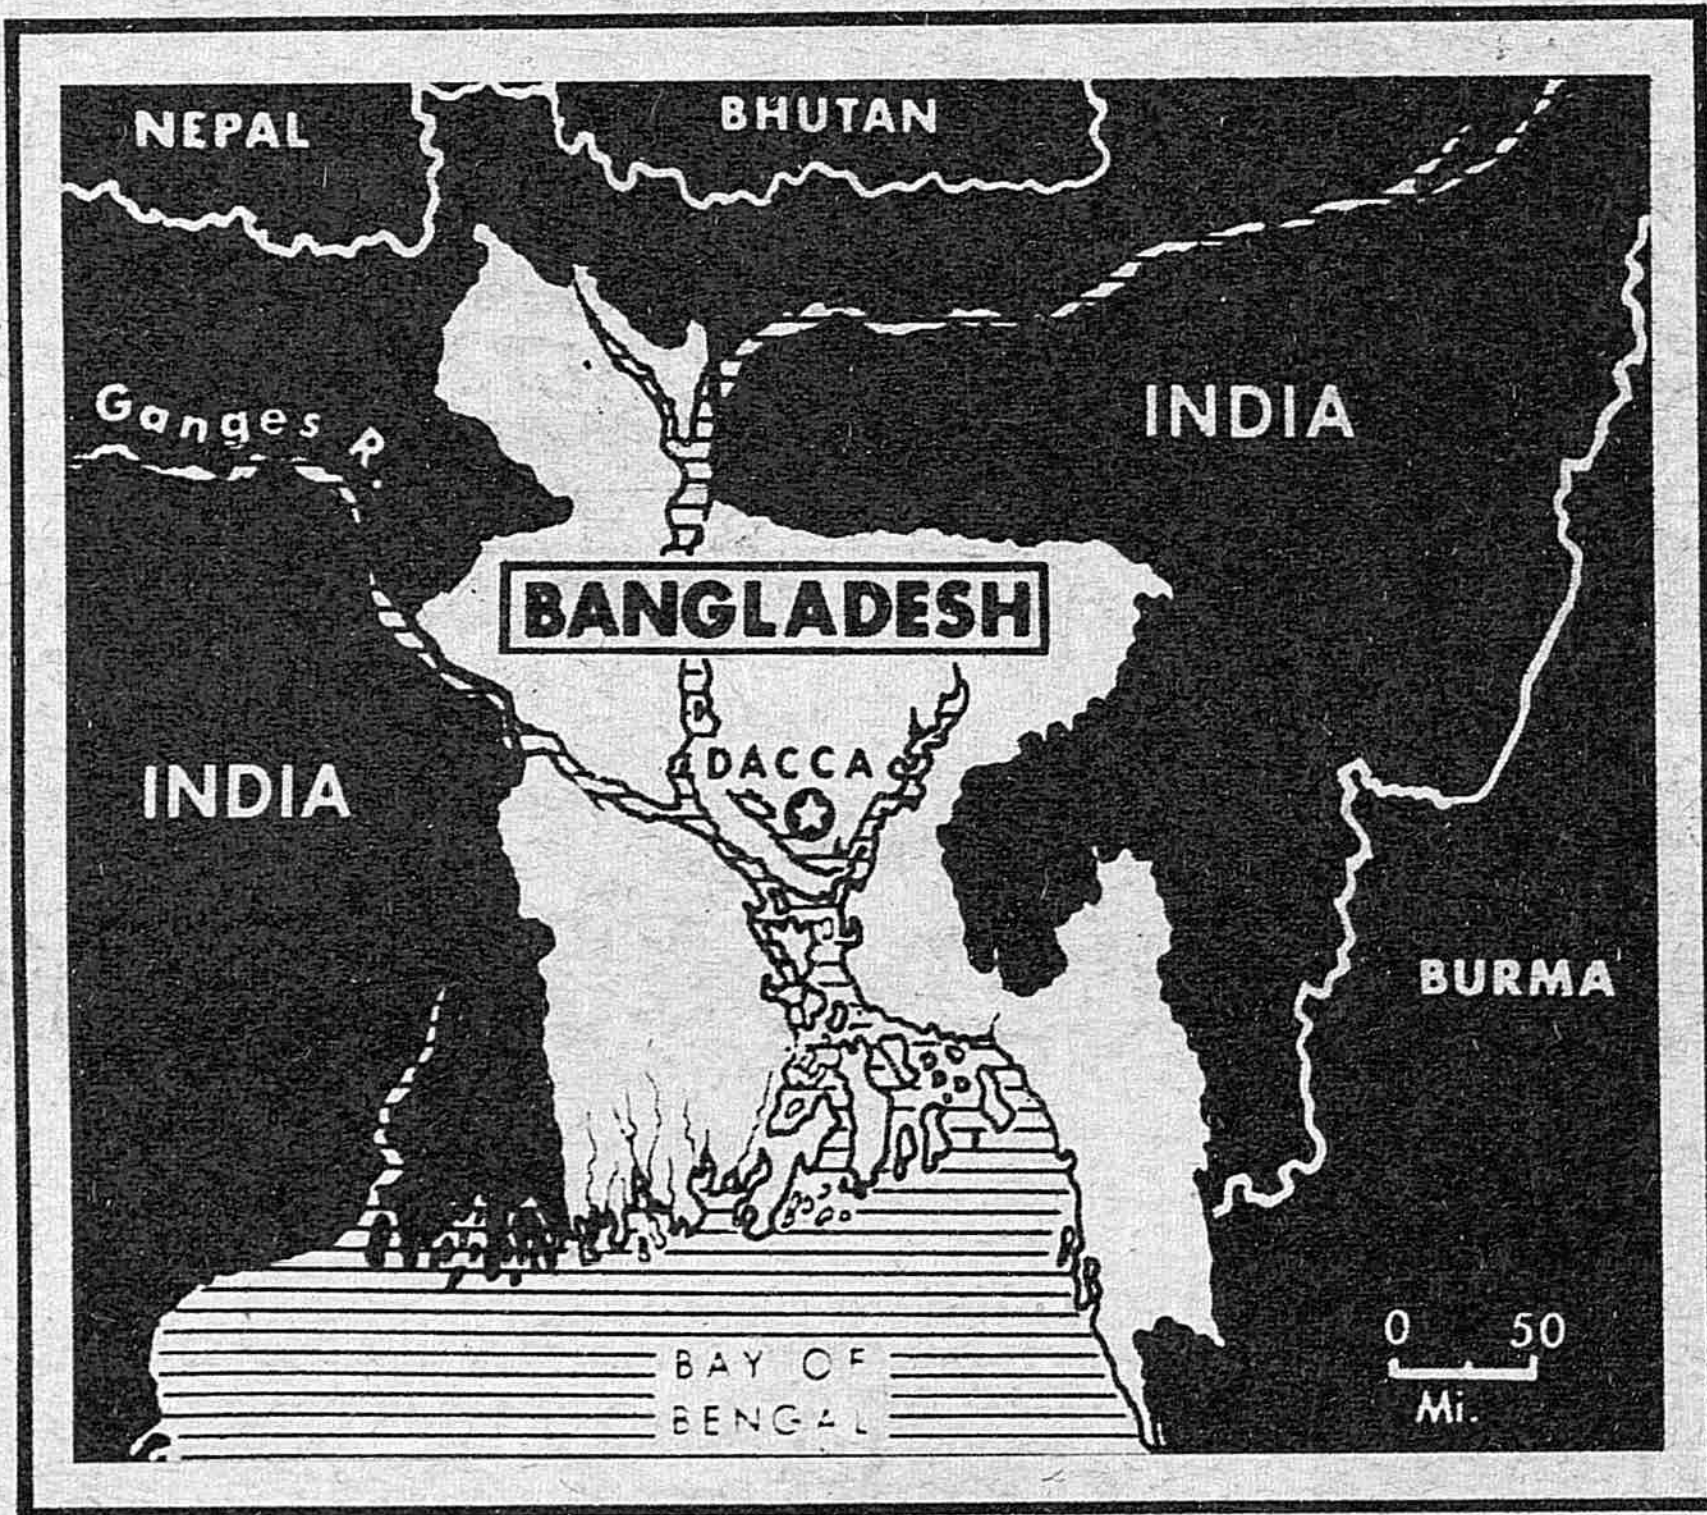 NEPAL
BHUTAN
Ganges R.
INDIA
BANGLADESH
DACCA
INDIA
BURMA
0 50
Mi.
BAY OF
BENGAL